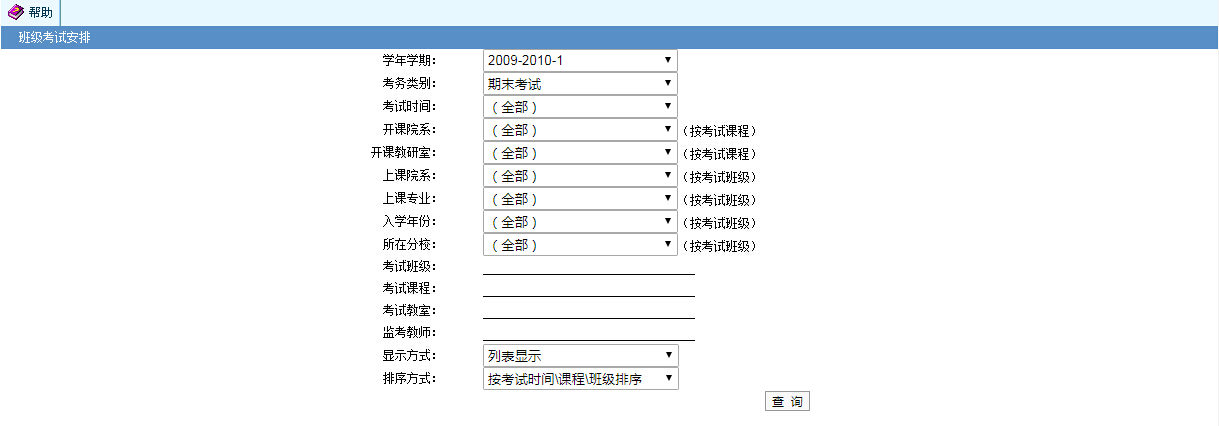 帮助
班级考试安排
学年学期: 2009-2010-1
考务类别: 期末考试
考试时间: （全部）
开课院系: （全部） （按考试课程）
开课教研室: （全部） （按考试课程）
上课院系: （全部） （按考试班级）
上课专业: （全部） （按考试班级）
入学年份: （全部） （按考试班级）
所在分校: （全部） （按考试班级）
考试班级:
考试课程:
考试教室:
监考教师:
显示方式: 列表显示
排序方式: 按考试时间\课程\班级排序
查 询